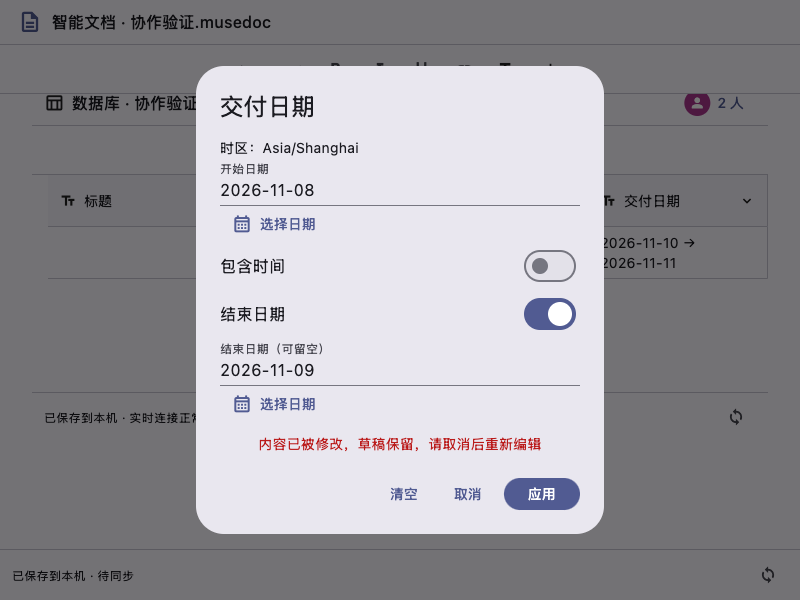 智能文档 · 协作验证.musedoc
数据库 · 协作验证
2 人
交付日期
时区：Asia/Shanghai
开始日期
2026-11-08
选择日期
包含时间
结束日期
结束日期（可留空）
2026-11-09
选择日期
内容已被修改，草稿保留，请取消后重新编辑
清空
取消
应用
Tr 标题
交付日期
2026-11-10 →
2026-11-11
已保存到本机 · 实时连接正常
已保存到本机 · 待同步